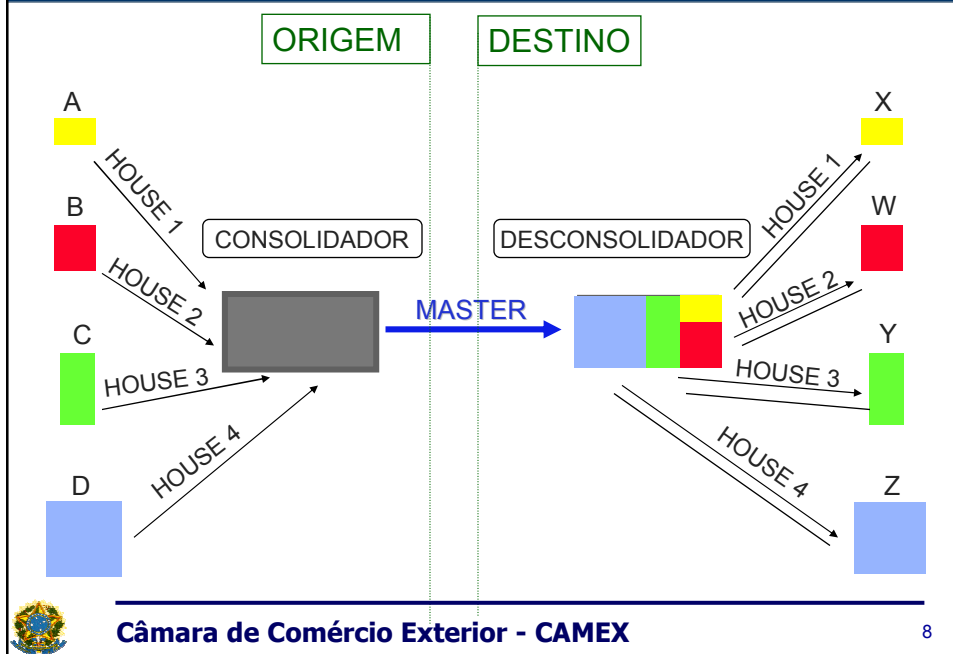 ORIGEM
DESTINO
A
X
HOUSE 1
HOUSE 1
B
W
CONSOLIDADOR
DESCONSOLIDADOR
HOUSE 2
HOUSE 2
MASTER
C
Y
HOUSE 3
HOUSE 3
HOUSE 4
HOUSE 4
D
Z
Câmara de Comércio Exterior - CAMEX
8